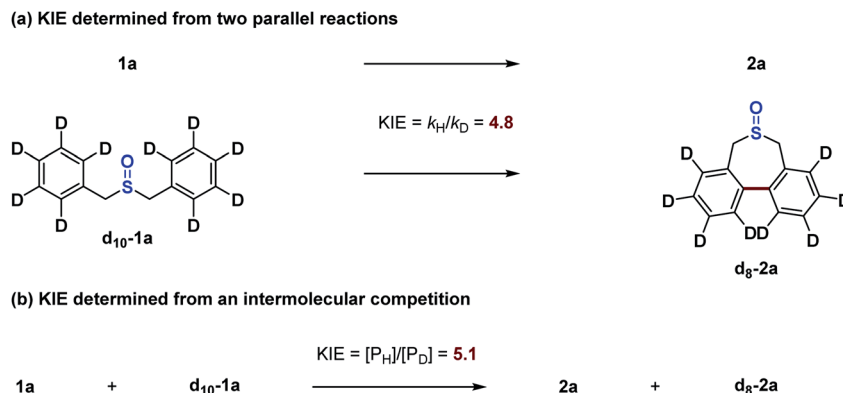 (a) KIE determined from two parallel reactions
1a
2a
KIE = kH/kD = 4.8
D
D
D
D
D
D
D
D
D
D
O
S
d10-1a
O
S
D
D
D
D
D
D
D
D
d8-2a
(b) KIE determined from an intermolecular competition
KIE = [PH]/[PD] = 5.1
1a + d10-1a 2a + d8-2a